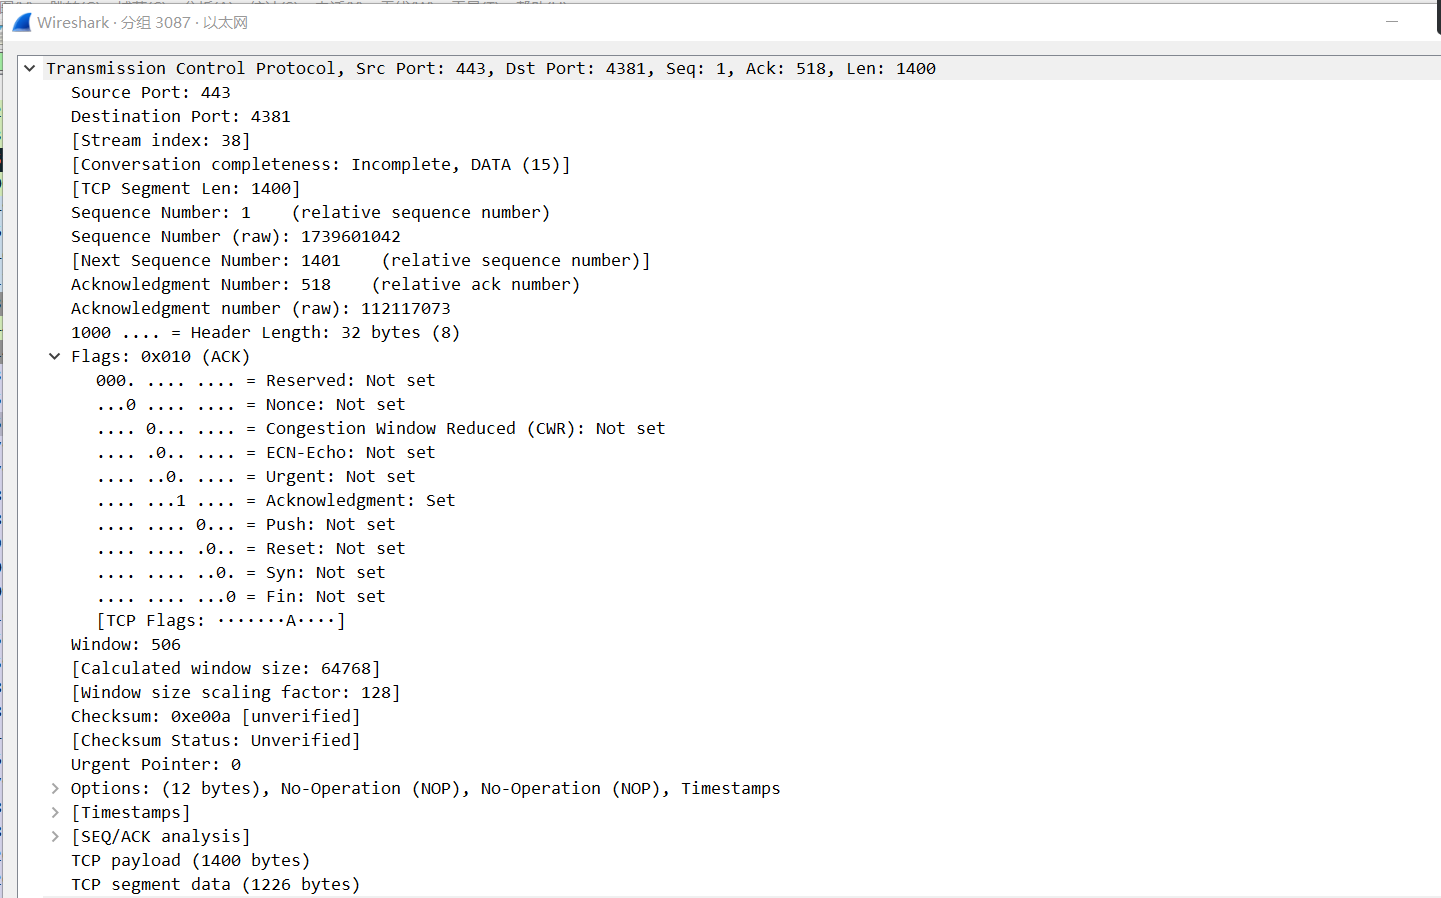 Wireshark · 分组 3087 · 以太网
Transmission Control Protocol, Src Port: 443, Dst Port: 4381, Seq: 1, Ack: 518, Len: 1400
Source Port: 443
Destination Port: 4381
[Stream index: 38]
[Conversation completeness: Incomplete, DATA (15)]
[TCP Segment Len: 1400]
Sequence Number: 1    (relative sequence number)
Sequence Number (raw): 1739601042
[Next Sequence Number: 1401    (relative sequence number)]
Acknowledgment Number: 518    (relative ack number)
Acknowledgment number (raw): 112117073
1000 .... = Header Length: 32 bytes (8)
Flags: 0x010 (ACK)
000. .... .... = Reserved: Not set
...0 .... .... = Nonce: Not set
.... 0... .... = Congestion Window Reduced (CWR): Not set
.... .0.. .... = ECN-Echo: Not set
.... ..0. .... = Urgent: Not set
.... ...1 .... = Acknowledgment: Set
.... .... 0... = Push: Not set
.... .... .0.. = Reset: Not set
.... .... ..0. = Syn: Not set
.... .... ...0 = Fin: Not set
[TCP Flags: ·······A····]
Window: 506
[Calculated window size: 64768]
[Window size scaling factor: 128]
Checksum: 0xe00a [unverified]
[Checksum Status: Unverified]
Urgent Pointer: 0
Options: (12 bytes), No-Operation (NOP), No-Operation (NOP), Timestamps
[Timestamps]
[SEQ/ACK analysis]
TCP payload (1400 bytes)
TCP segment data (1226 bytes)